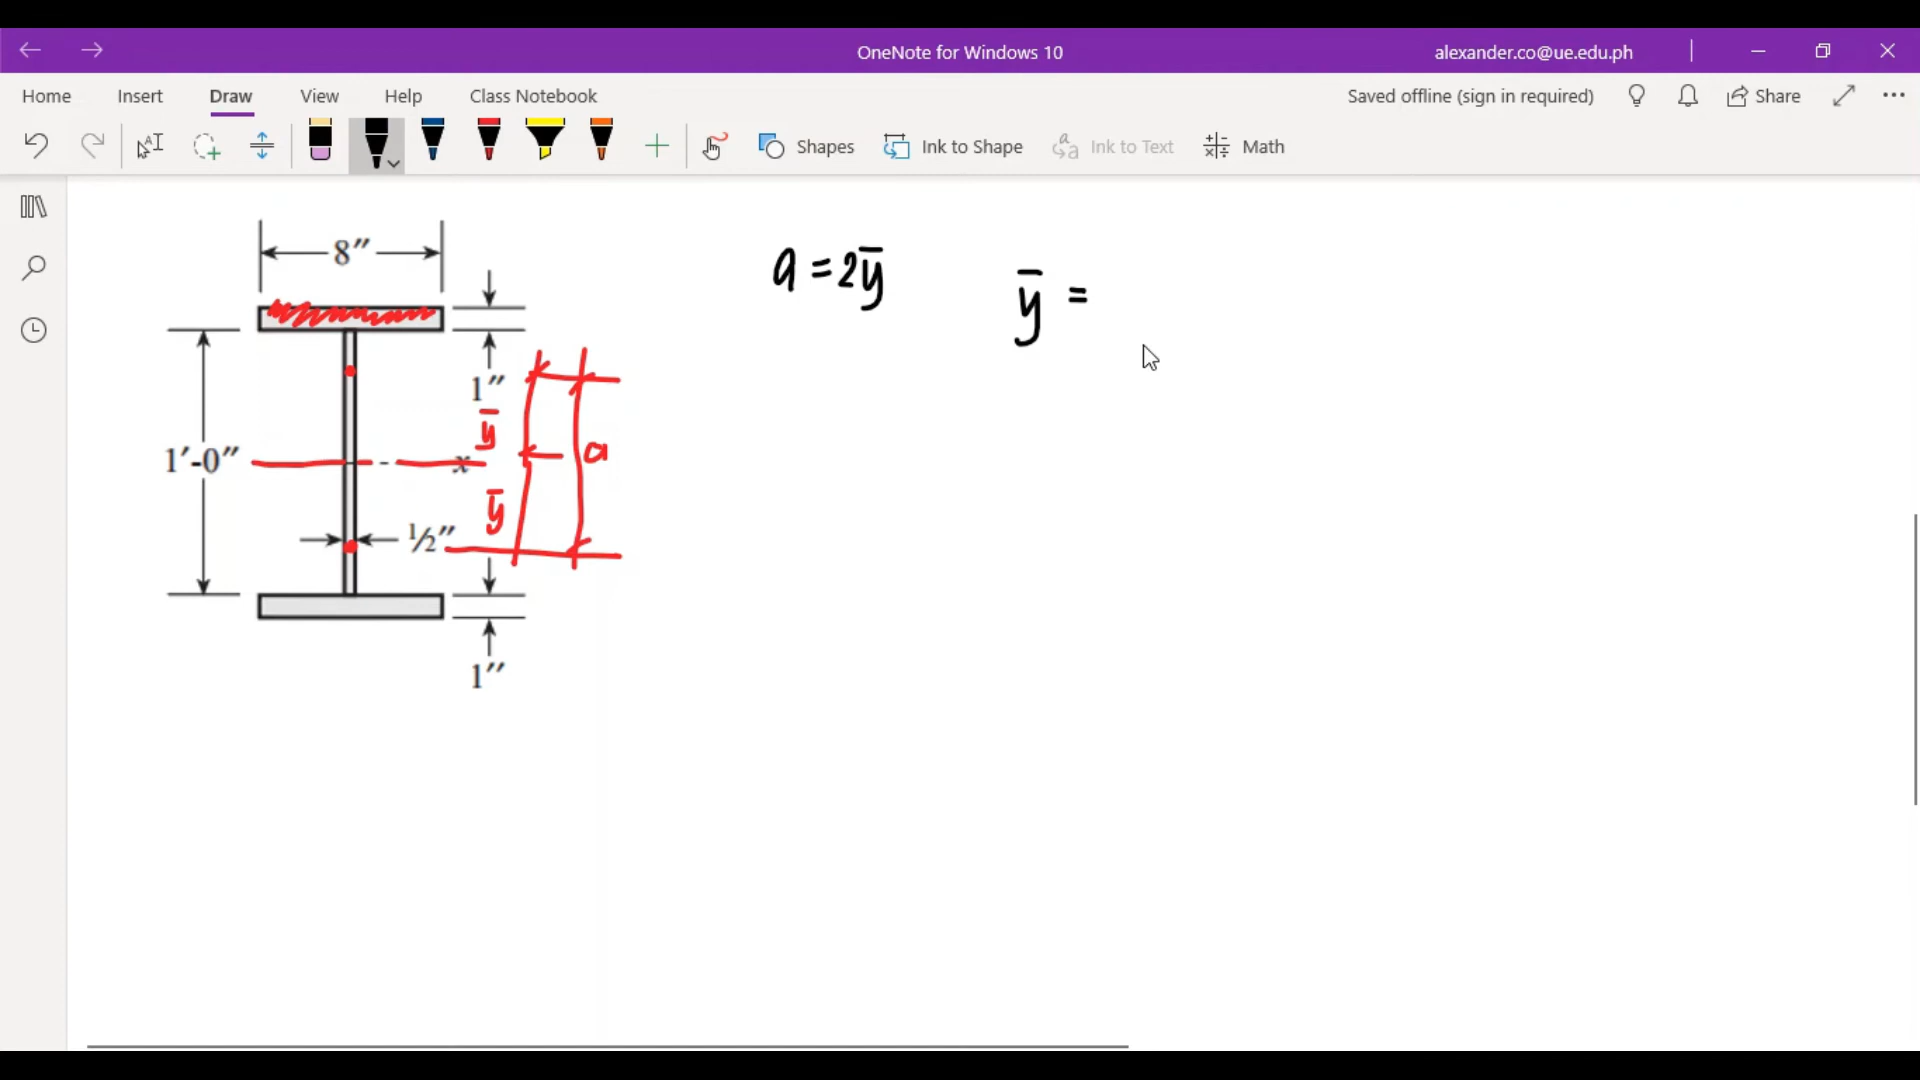 OneNote for Windows 10
alexander.co@ue.edu.ph
Home Insert Draw View Help Class Notebook
Saved offline (sign in required) Share
Shapes Ink to Shape Ink to Text Math
8″
a = 2ȳ
ȳ =
1″
ȳ
1′-0″
x
a
ȳ
½″
1″